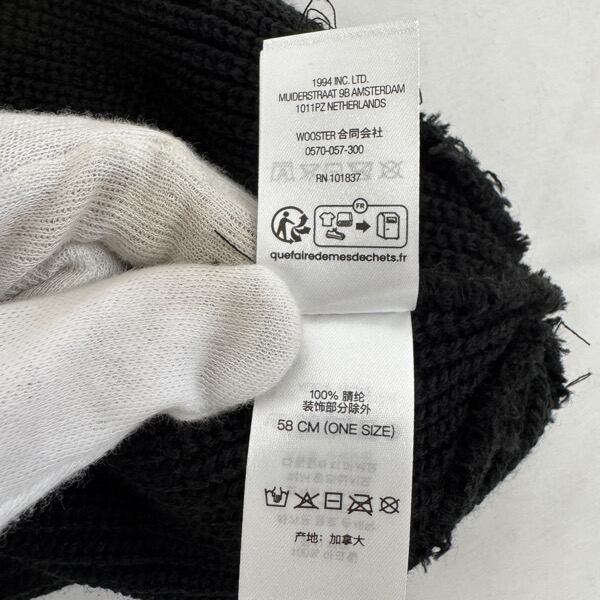 1994 INC. LTD.
MUIDERSTRAAT 9B AMSTERDAM
1011PZ NETHERLANDS
WOOSTER 合同会社
0570-057-300
RN 101837
FR
quefairedemesdechets.fr
100% 腈纶
装饰部分除外
58 CM (ONE SIZE)
产地: 加拿大